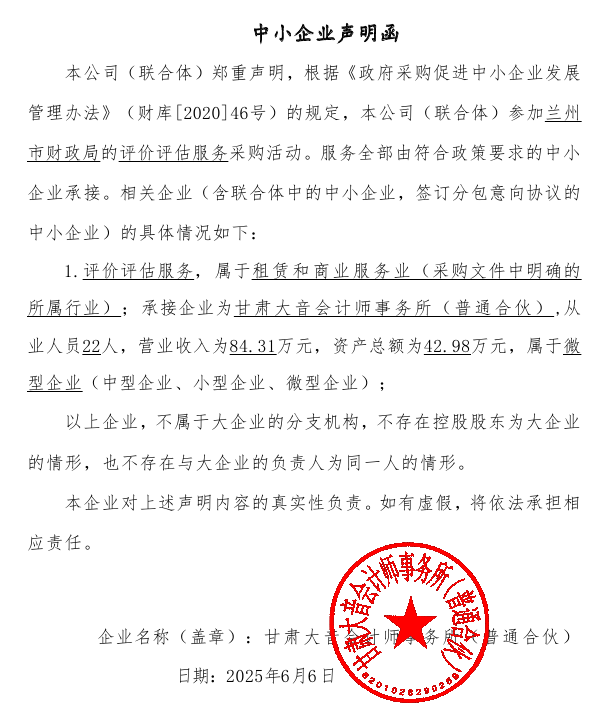 中小企业声明函
本公司（联合体）郑重声明，根据《政府采购促进中小企业发展
管理办法》（财库[2020]46号）的规定，本公司（联合体）参加兰州
市财政局的评价评估服务采购活动。服务全部由符合政策要求的中小
企业承接。相关企业（含联合体中的中小企业，签订分包意向协议的
中小企业）的具体情况如下：
1.评价评估服务，属于租赁和商业服务业（采购文件中明确的
所属行业）；承接企业为甘肃大音会计师事务所（普通合伙）,从
业人员22人，营业收入为84.31万元，资产总额为42.98万元，属于微
型企业（中型企业、小型企业、微型企业）；
以上企业，不属于大企业的分支机构，不存在控股股东为大企业
的情形，也不存在与大企业的负责人为同一人的情形。
本企业对上述声明内容的真实性负责。如有虚假，将依法承担相
应责任。
企业名称（盖章）：甘肃大音会计师事务所（普通合伙）
日期：2025年6月6日
甘肃大音会计师事务所（普通合伙）
6201026290268